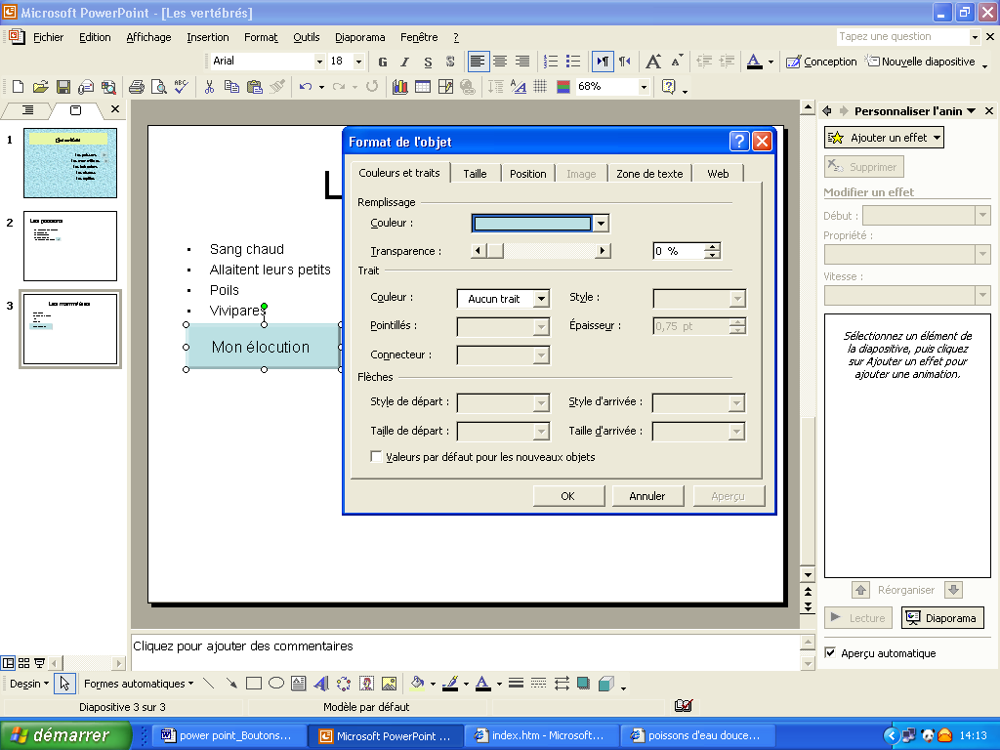 Microsoft PowerPoint - [Les vertébrés]
Fichier Edition Affichage Insertion Format Outils Diaporama Fenêtre ? Tapez une question
Arial 18 G I S S Conception Nouvelle diapositive
68%
Personnaliser l'anin
Ajouter un effet
Supprimer
Modifier un effet
Début :
Propriété :
Vitesse :
Sélectionnez un élément de
la diapositive, puis cliquez
sur Ajouter un effet pour
ajouter une animation.
Réorganiser
Lecture Diaporama
Aperçu automatique
1
2
Les poissons
3
Les mammifères
L
• Sang chaud
• Allaitent leurs petits
• Poils
• Vivipares
Mon élocution
Format de l'objet
Couleurs et traits Taille Position Image Zone de texte Web
Remplissage
Couleur :
Transparence : 0 %
Trait
Couleur : Aucun trait Style :
Pointillés : Épaisseur : 0,75 pt
Connecteur :
Flèches
Style de départ : Style d'arrivée :
Taille de départ : Taille d'arrivée :
Valeurs par défaut pour les nouveaux objets
OK Annuler Aperçu
Cliquez pour ajouter des commentaires
Dessin Formes automatiques
Diapositive 3 sur 3 Modèle par défaut
démarrer power point_Boutons... Microsoft PowerPoint ... index.htm - Microsoft... poissons d'eau douce... 14:13